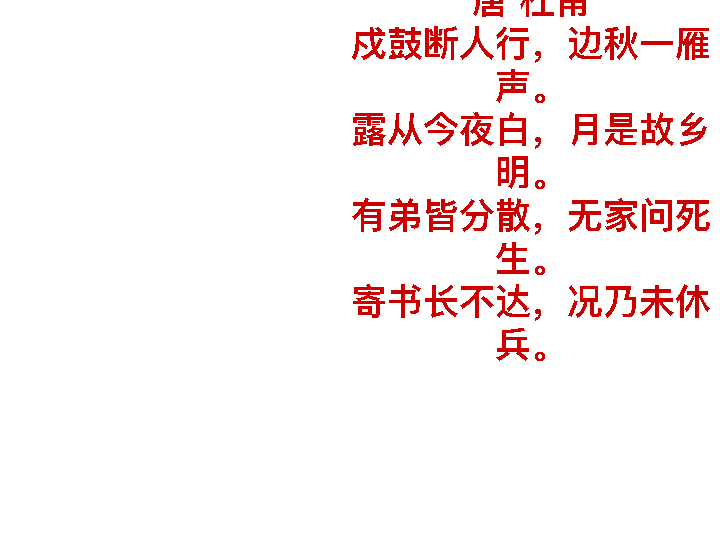 唐 杜甫
戍鼓断人行，边秋一雁
声。
露从今夜白，月是故乡
明。
有弟皆分散，无家问死
生。
寄书长不达，况乃未休
兵。